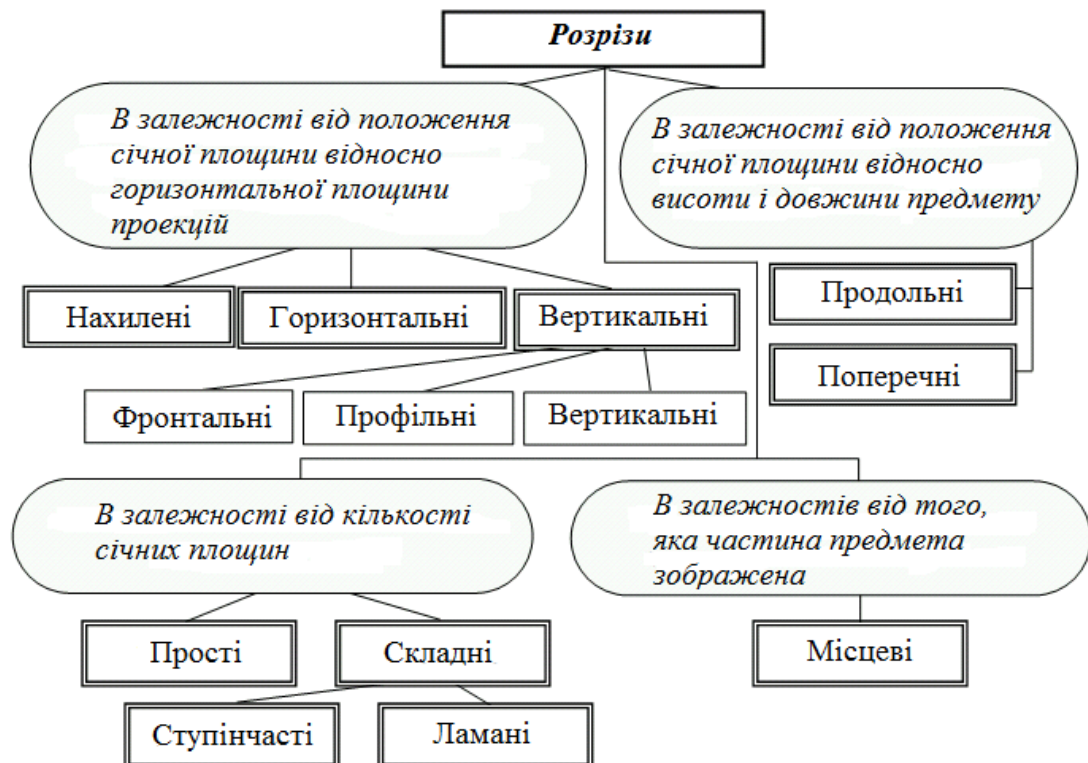 Розрізи
В залежності від положення
січної площини відносно
горизонтальної площини
проекцій
В залежності від положення
січної площини відносно
висоти і довжини предмету
Нахилені
Горизонтальні
Вертикальні
Продольні
Поперечні
Фронтальні
Профільні
Вертикальні
В залежності від кількості
січних площин
В залежностів від того,
яка частина предмета
зображена
Прості
Складні
Місцеві
Ступінчасті
Ламані